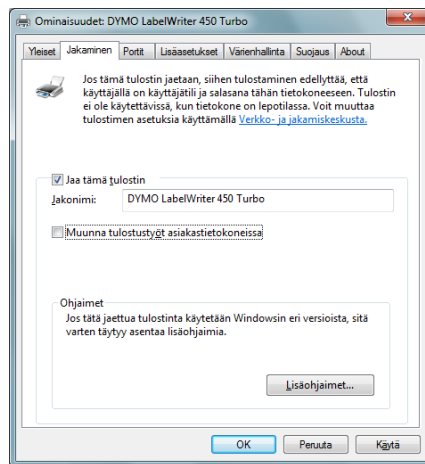 Ominaisuudet: DYMO LabelWriter 450 Turbo
Yleiset Jakaminen Portit Lisäasetukset Värienhallinta Suojaus About
Jos tämä tulostin jaetaan, siihen tulostaminen edellyttää, että
käyttäjällä on käyttäjätili ja salasana tähän tietokoneeseen. Tulostin
ei ole käytettävissä, kun tietokone on lepotilassa. Voit muuttaa
tulostimen asetuksia käyttämällä Verkko- ja jakamiskeskusta.
Jaa tämä tulostin
Jakonimi: DYMO LabelWriter 450 Turbo
Muunna tulostustyöt asiakastietokoneissa
Ohjaimet
Jos tätä jaettua tulostinta käytetään Windowsin eri versioista, sitä
varten täytyy asentaa lisäohjaimia.
Lisäohjaimet...
OK Peruuta Käytä